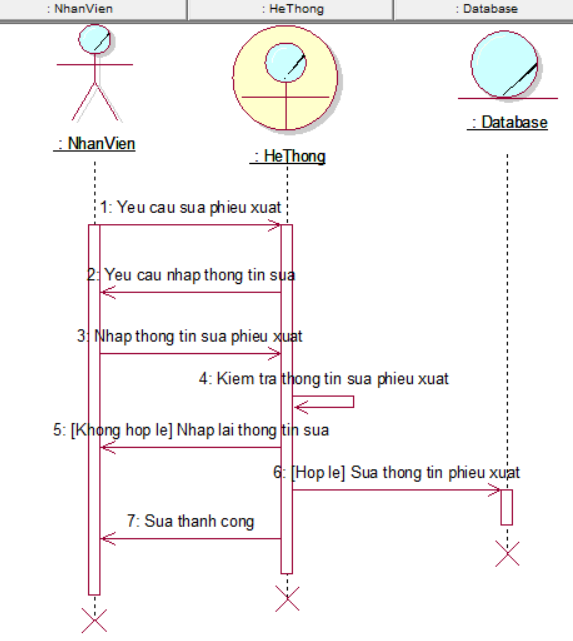 : NhanVien
: HeThong
: Database
: NhanVien
: HeThong
: Database
1: Yeu cau sua phieu xuat
2: Yeu cau nhap thong tin sua
3: Nhap thong tin sua phieu xuat
4: Kiem tra thong tin sua phieu xuat
5: [Khong hop le] Nhap lai thong tin sua
6: [Hop le] Sua thong tin phieu xuat
7: Sua thanh cong